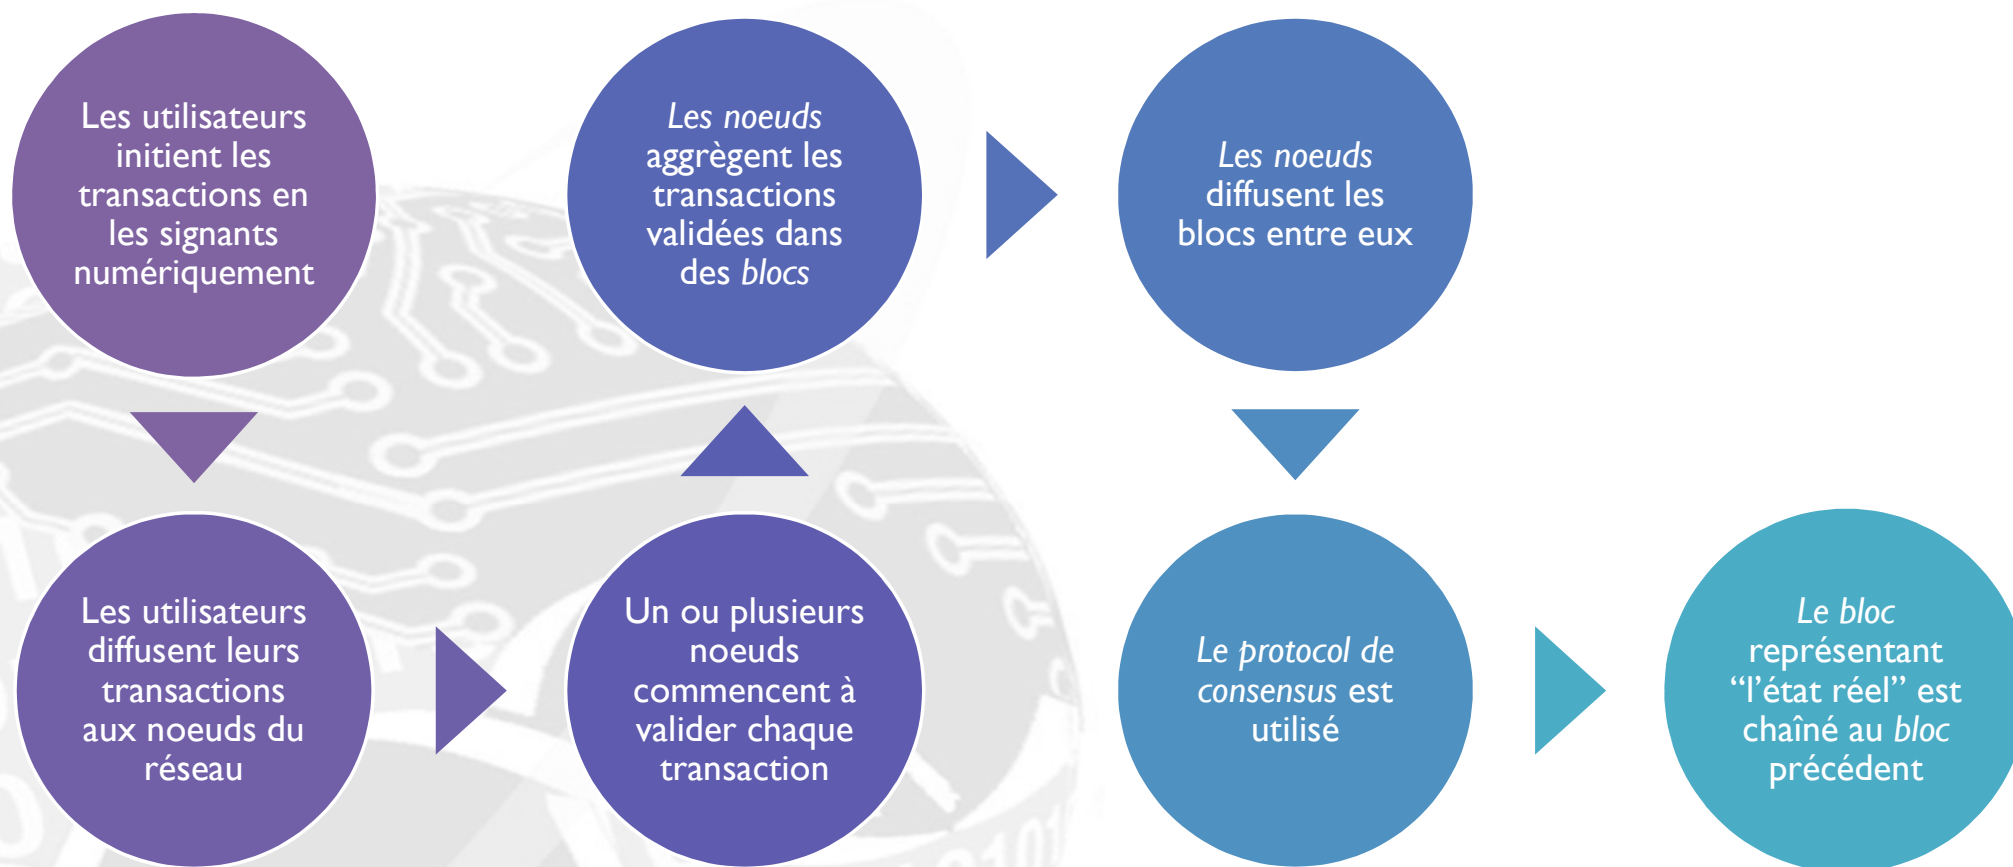 Les utilisateurs
initient les
transactions en
les signants
numériquement
Les utilisateurs
diffusent leurs
transactions
aux noeuds du
réseau
Un ou plusieurs
noeuds
commencent à
valider chaque
transaction
Les noeuds
aggrègent les
transactions
validées dans
des blocs
Les noeuds
diffusent les
blocs entre eux
Le protocol de
consensus est
utilisé
Le bloc
représentant
“l’état réel” est
chaîné au bloc
précédent